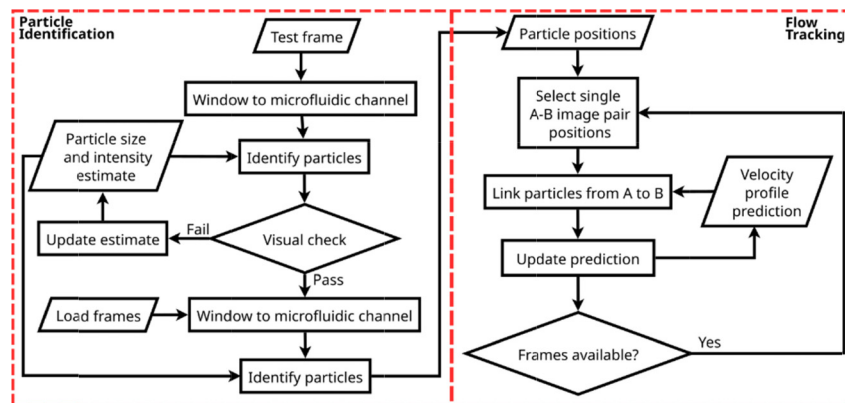 Particle
Identification
Test frame
Window to microfluidic channel
Particle size
and intensity
estimate
Identify particles
Update estimate
Fail
Visual check
Pass
Load frames
Window to microfluidic channel
Identify particles
Flow
Tracking
Particle positions
Select single
A-B image pair
positions
Link particles from A to B
Velocity
profile
prediction
Update prediction
Frames available?
Yes